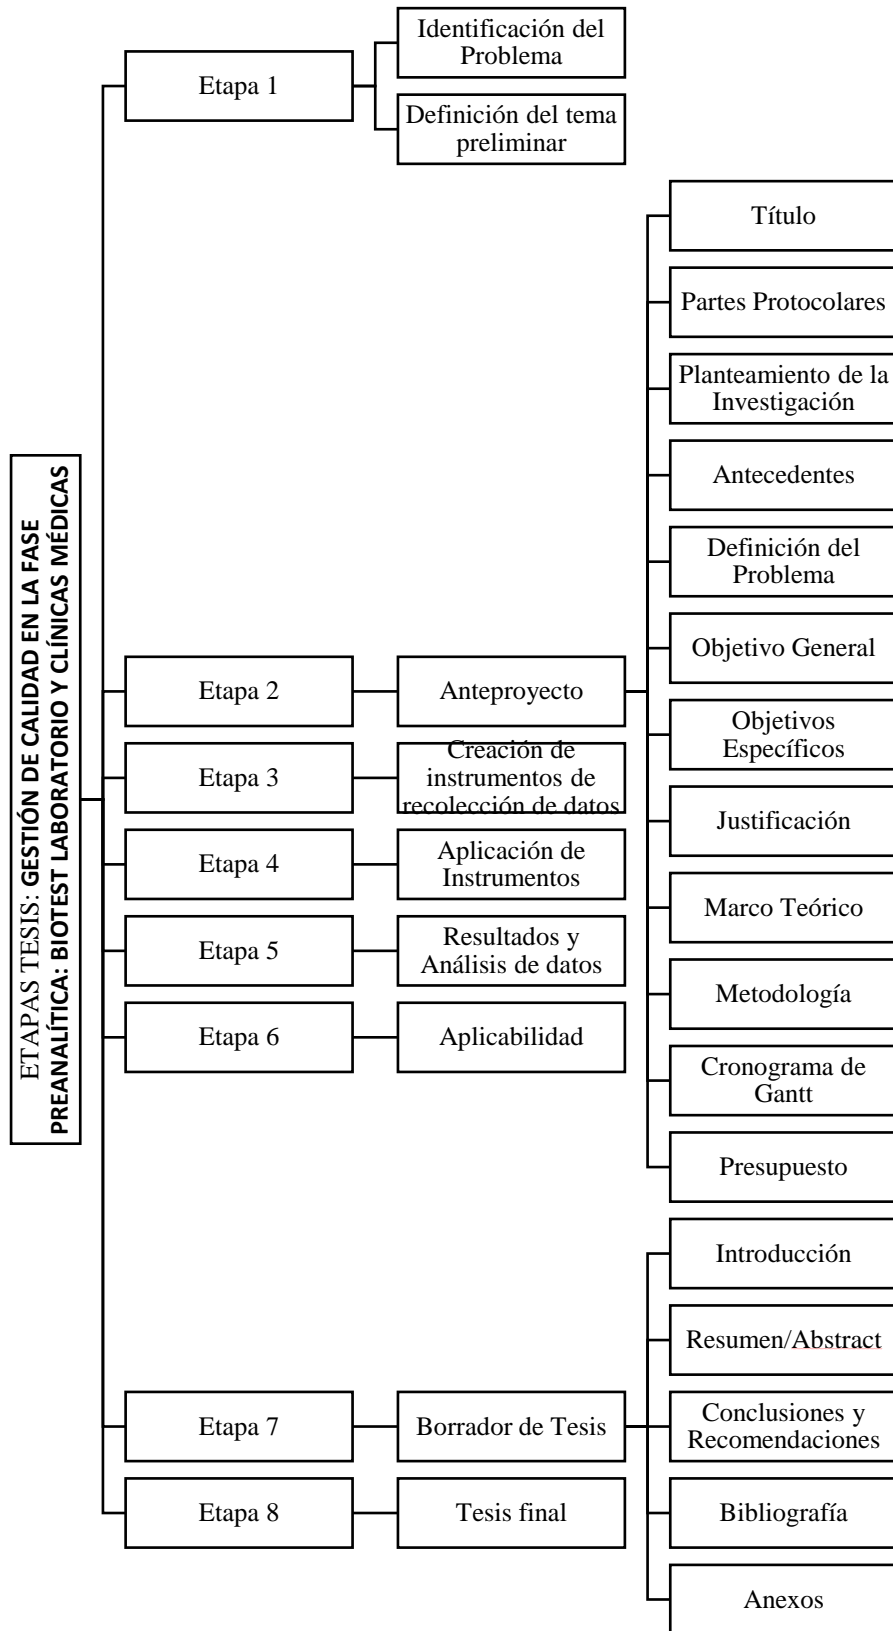 ETAPAS TESIS: GESTIÓN DE CALIDAD EN LA FASE
PREANALÍTICA: BIOTEST LABORATORIO Y CLÍNICAS MÉDICAS
Etapa 1
Identificación del
Problema
Definición del tema
preliminar
Etapa 2
Anteproyecto
Título
Partes Protocolares
Planteamiento de la
Investigación
Antecedentes
Definición del
Problema
Objetivo General
Objetivos
Específicos
Justificación
Marco Teórico
Metodología
Cronograma de
Gantt
Presupuesto
Etapa 3
Creación de
instrumentos de
recolección de datos
Etapa 4
Aplicación de
Instrumentos
Etapa 5
Resultados y
Análisis de datos
Etapa 6
Aplicabilidad
Etapa 7
Borrador de Tesis
Introducción
Resumen/Abstract
Conclusiones y
Recomendaciones
Bibliografía
Anexos
Etapa 8
Tesis final